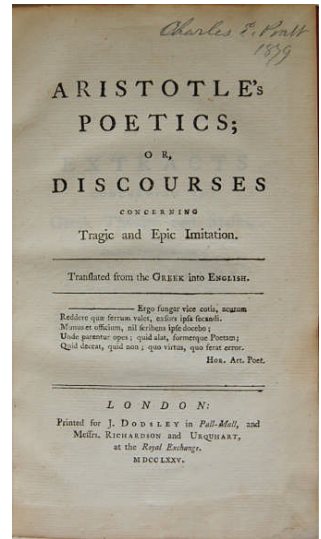 Charles E. Pratt
1879
ARISTOTLE's
POETICS;
OR,
DISCOURSES
CONCERNING
Tragic and Epic Imitation.
Tranſlated from the GREEK into ENGLISH.
Ergo fungar vice cotis, acutum
Reddere quæ ferrum valet, exſors ipſa ſecandi.
Munus et officium, nil ſcribens ipſe docebo;
Unde parentur opes; quid alat, formetque Poetam;
Quid deceat, quid non; quo virtus, quo ferat error.
HOR. Art. Poet.
LONDON:
Printed for J. DODSLEY in Pall-Mall, and
Meſſrs. RICHARDSON and URQUHART,
at the Royal Exchange.
MDCCLXXV.